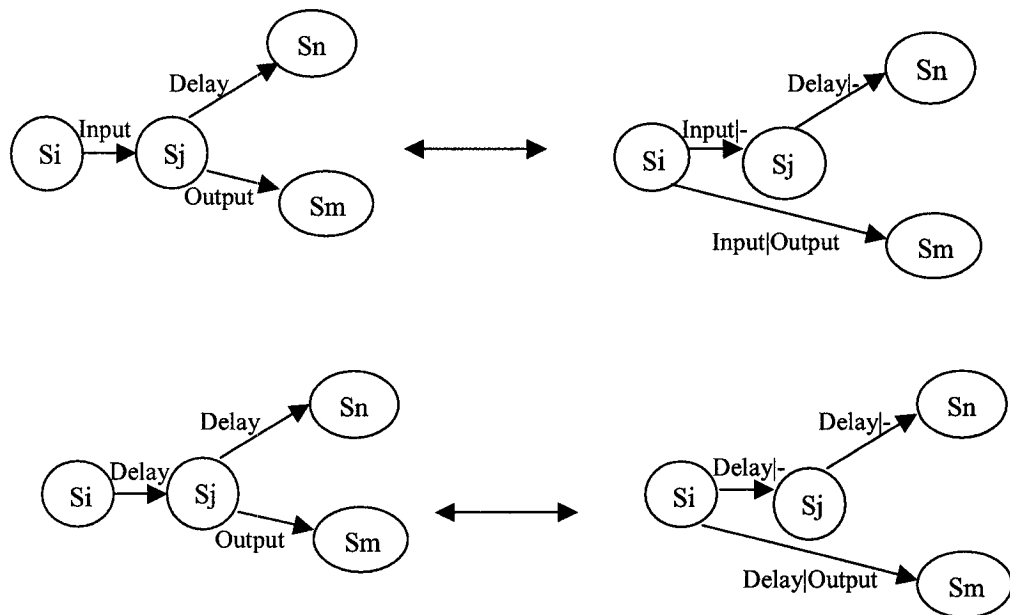 Sn
Sn
Delay
Delay|-
Input
Input|-
Si
Sj
Si
Sj
Output
Sm
Input|Output
Sm
Sn
Sn
Delay
Delay|-
Delay
Delay|-
Si
Sj
Si
Sj
Output
Sm
Delay|Output
Sm